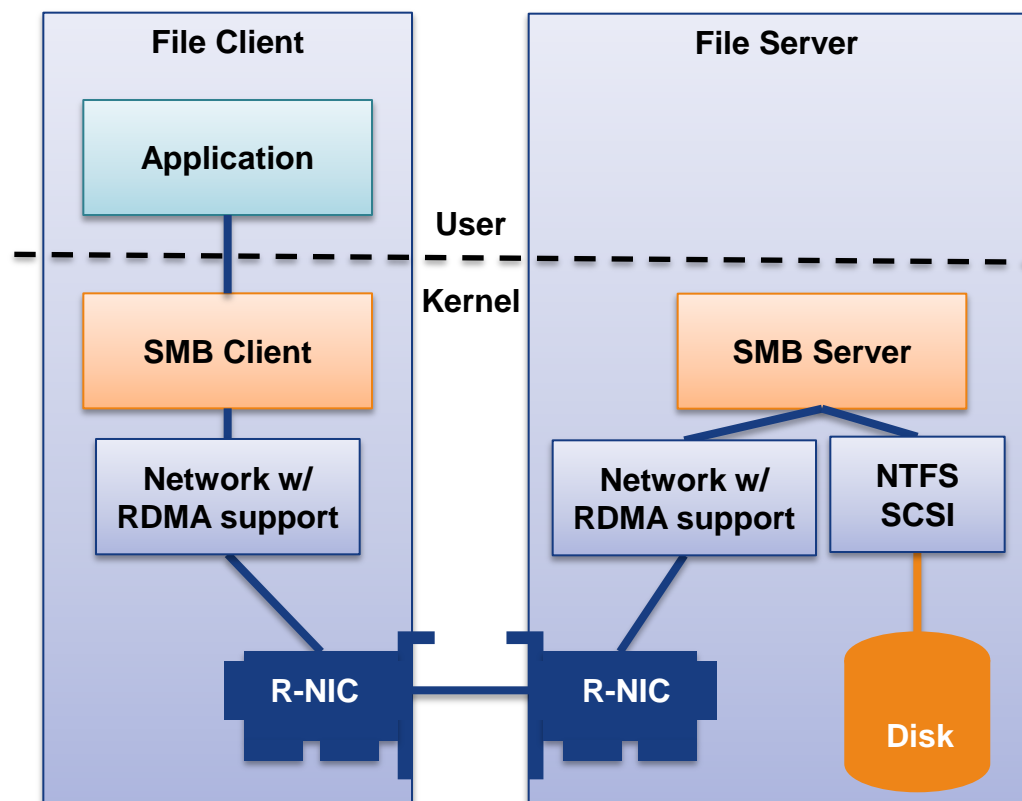 File Client
File Server
Application
User
Kernel
SMB Client
SMB Server
Network w/
RDMA support
Network w/
RDMA support
NTFS
SCSI
R-NIC
R-NIC
Disk